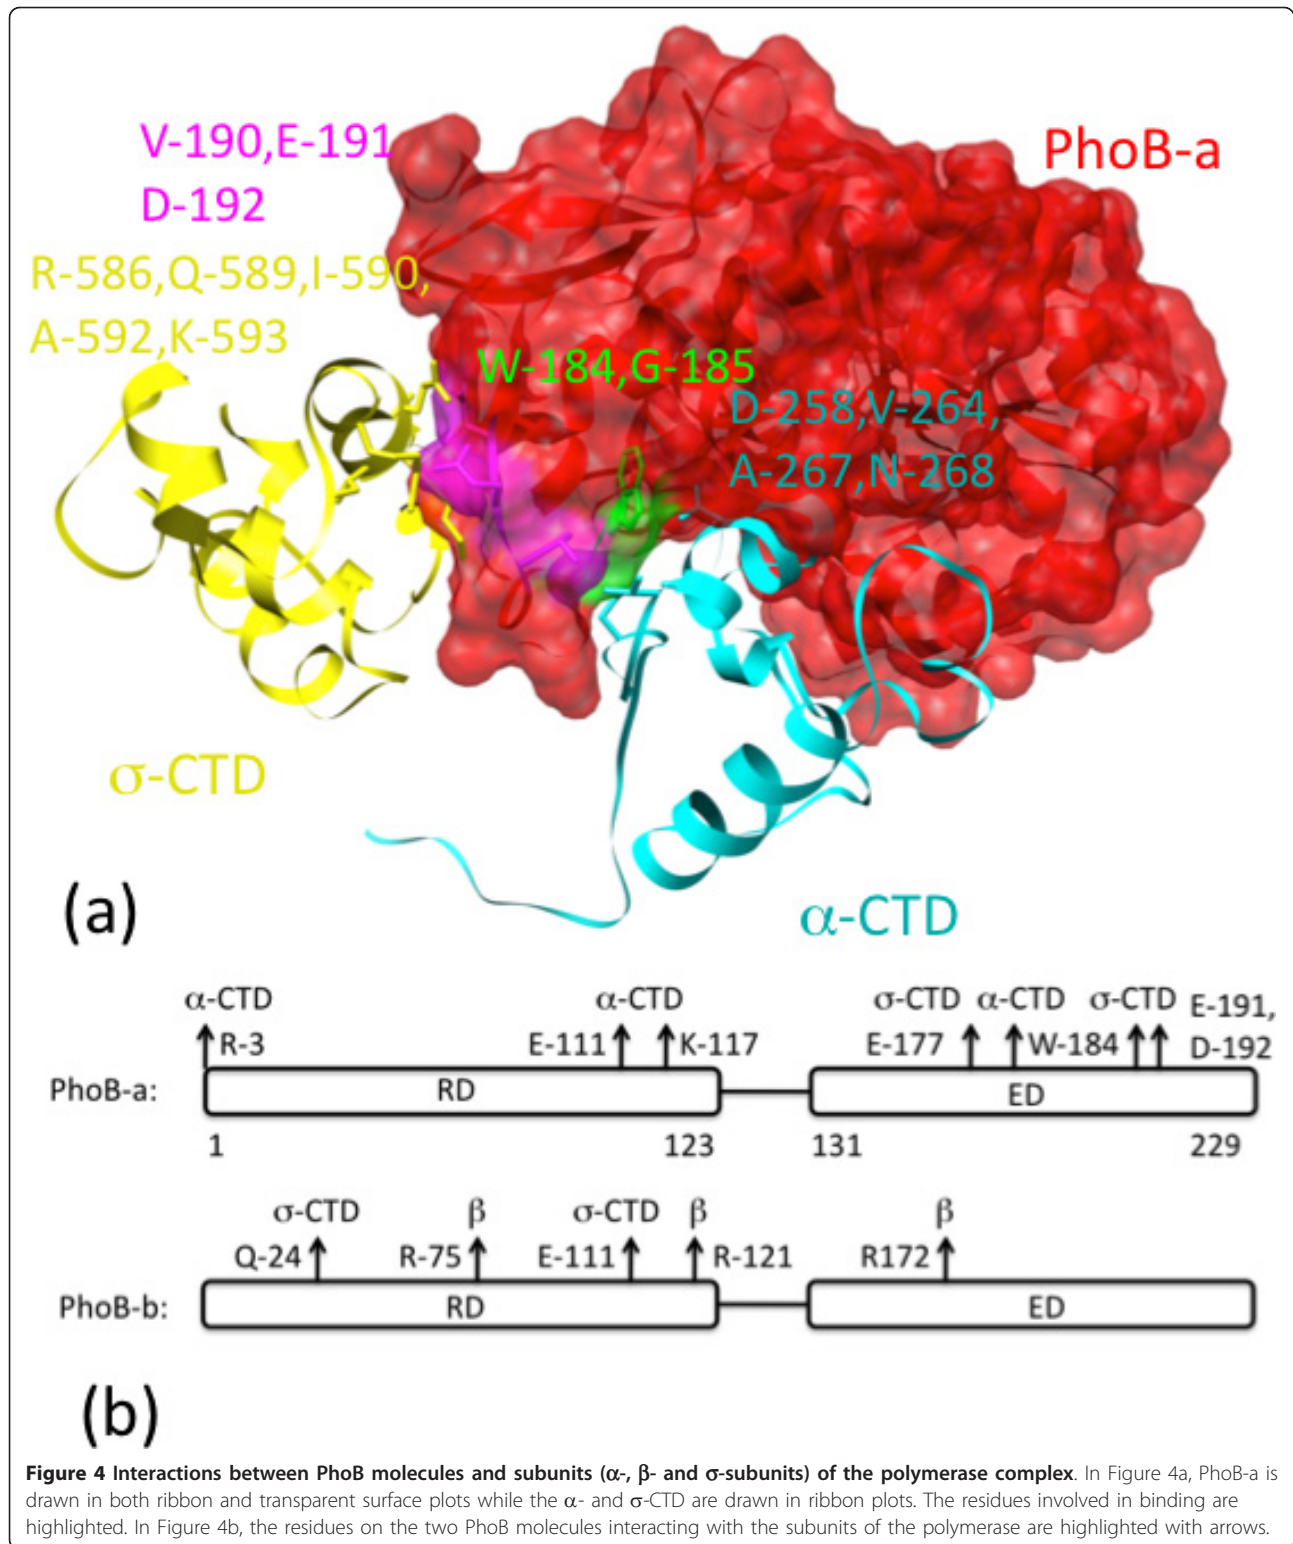 V-190,E-191
D-192
PhoB-a
R-586,Q-589,I-590,
A-592,K-593
W-184,G-185
D-258,V-264,
A-267,N-268
σ-CTD
α-CTD
(a)
α-CTD α-CTD σ-CTD α-CTD σ-CTD E-191,
R-3 E-111 K-117 E-177 W-184 D-192
PhoB-a: RD ED
1 123 131 229
σ-CTD β σ-CTD β β
Q-24 R-75 E-111 R-121 R172
PhoB-b: RD ED
(b)
Figure 4 Interactions between PhoB molecules and subunits (α-, β- and σ-subunits) of the polymerase complex. In Figure 4a, PhoB-a is
drawn in both ribbon and transparent surface plots while the α- and σ-CTD are drawn in ribbon plots. The residues involved in binding are
highlighted. In Figure 4b, the residues on the two PhoB molecules interacting with the subunits of the polymerase are highlighted with arrows.